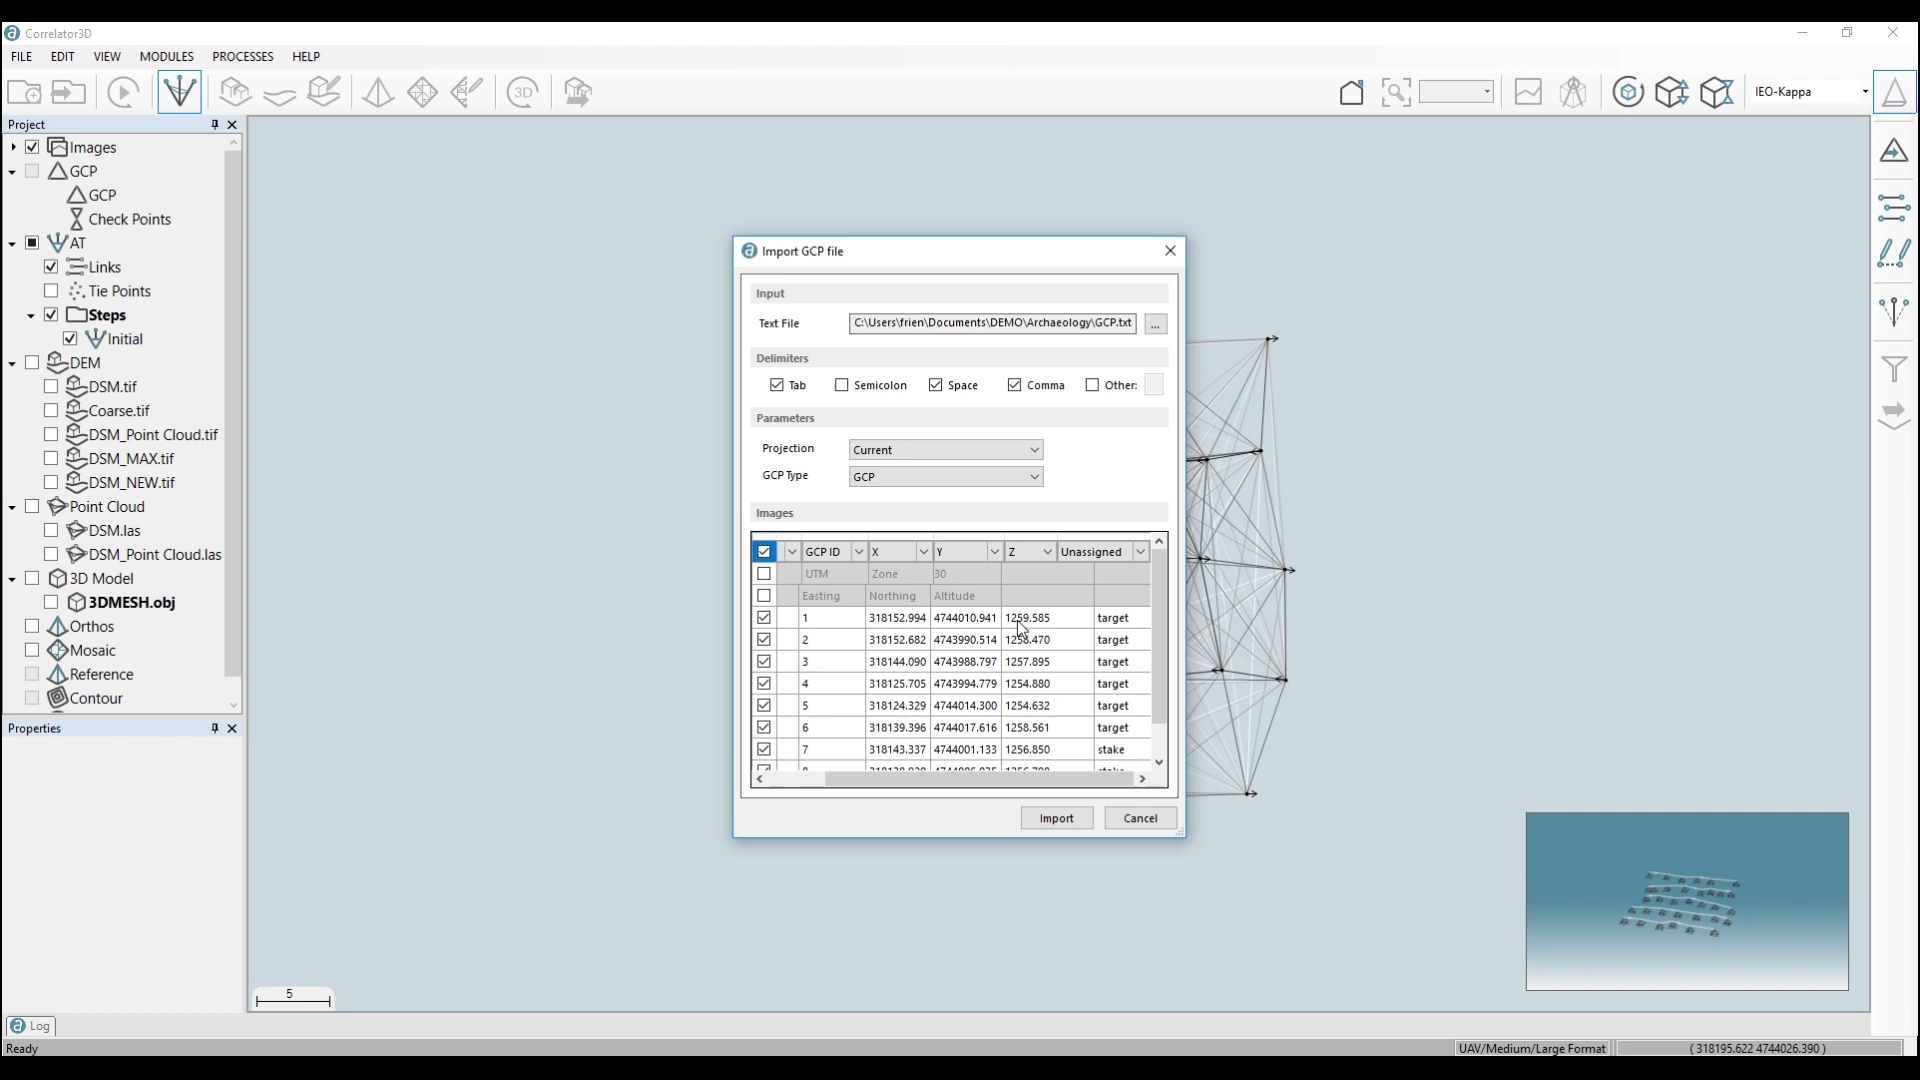 Correlator3D
FILE EDIT VIEW MODULES PROCESSES HELP
3D
IEO-Kappa
Project
Images
GCP
GCP
Check Points
AT
Links
Tie Points
Steps
Initial
DEM
DSM.tif
Coarse.tif
DSM_Point Cloud.tif
DSM_MAX.tif
DSM_NEW.tif
Point Cloud
DSM.las
DSM_Point Cloud.las
3D Model
3DMESH.obj
Orthos
Mosaic
Reference
Contour
Properties
Import GCP file
Input
Text File C:\Users\frien\Documents\DEMO\Archaeology\GCP.txt ...
Delimiters
Tab Semicolon Space Comma Other:
Parameters
Projection Current
GCP Type GCP
Images
GCP ID X Y Z Unassigned
UTM Zone 30
Easting Northing Altitude
1 318152.994 4744010.941 1259.585 target
2 318152.682 4743990.514 1258.470 target
3 318144.090 4743988.797 1257.895 target
4 318125.705 4743994.779 1254.880 target
5 318124.329 4744014.300 1254.632 target
6 318139.396 4744017.616 1258.561 target
7 318143.337 4744001.133 1256.850 stake
Import Cancel
5
Log
Ready UAV/Medium/Large Format ( 318195.622 4744026.390 )